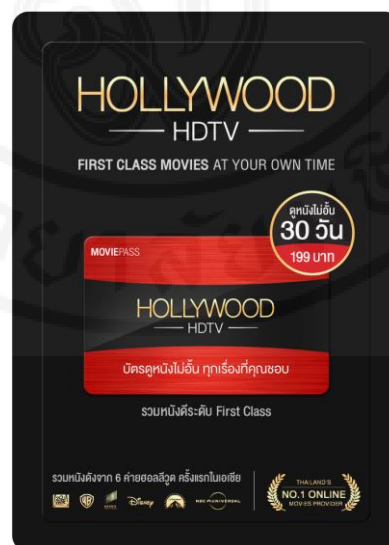 HOLLYWOOD
HDTV
FIRST CLASS MOVIES AT YOUR OWN TIME
ดูหนังไม่อั้น
30 วัน
199 บาท
MOVIEPASS
HOLLYWOOD
HDTV
บัตรดูหนังไม่อั้น ทุกเรื่องที่คุณชอบ
รวมหนังดีระดับ First Class
รวมหนังดังจาก 6 ค่ายฮอลลีวูด ครั้งแรกในเอเชีย
Disney
NBCUNIVERSAL
THAILAND'S
NO.1 ONLINE
MOVIES PROVIDER